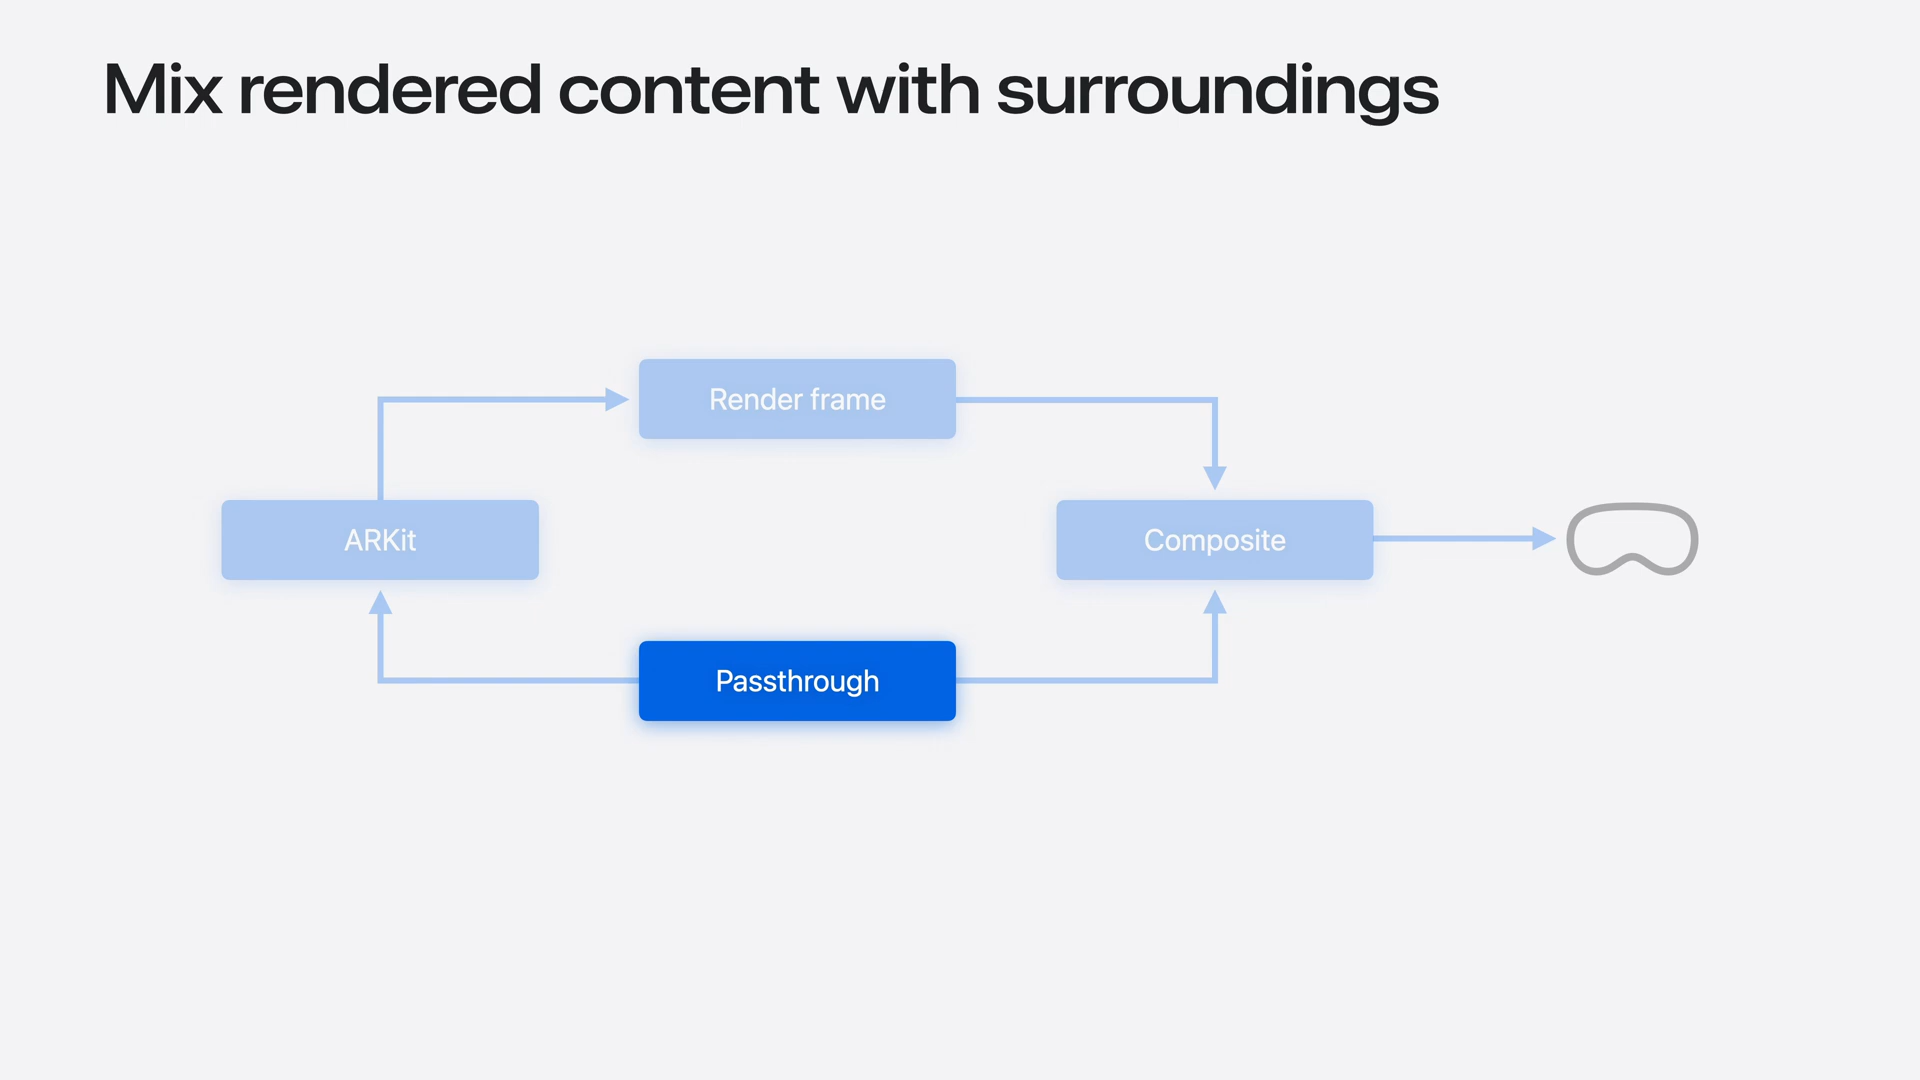 Mix rendered content with surroundings
Render frame
ARKit
Composite
Passthrough